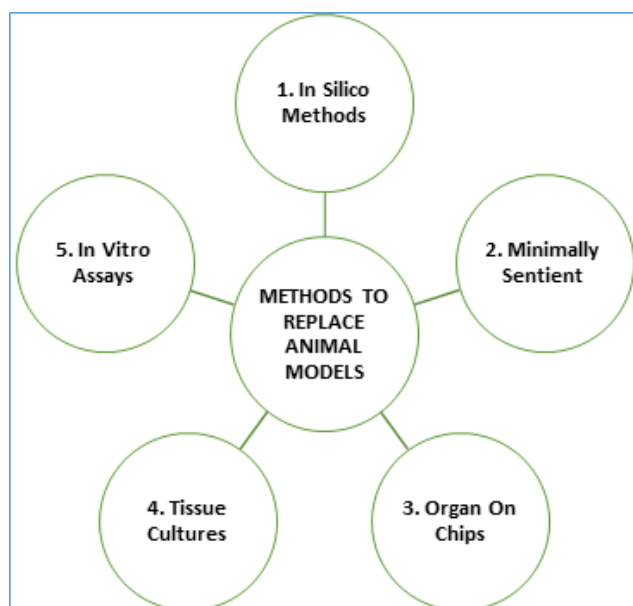 1. In Silico
Methods
2. Minimally
Sentient
METHODS TO
REPLACE
ANIMAL
MODELS
3. Organ On
Chips
4. Tissue
Cultures
5. In Vitro
Assays